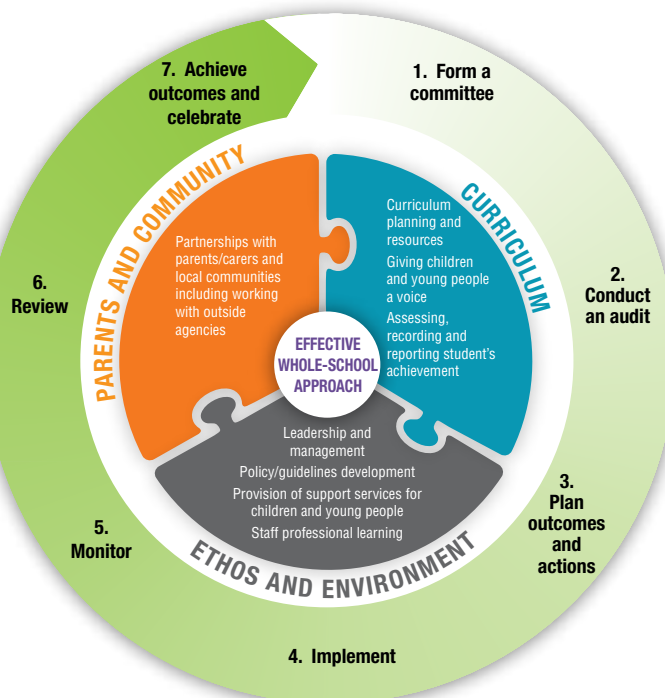 7. Achieve
outcomes and
celebrate
1. Form a
committee
2.
Conduct
an audit
3.
Plan
outcomes
and
actions
4. Implement
5.
Monitor
6.
Review
PARENTS AND COMMUNITY
Partnerships with
parents/carers and
local communities
including working
with outside
agencies
CURRICULUM
Curriculum
planning and
resources
Giving children
and young people
a voice
Assessing,
recording and
reporting student's
achievement
EFFECTIVE
WHOLE-SCHOOL
APPROACH
Leadership and
management
Policy/guidelines development
Provision of support services for
children and young people
Staff professional learning
ETHOS AND ENVIRONMENT